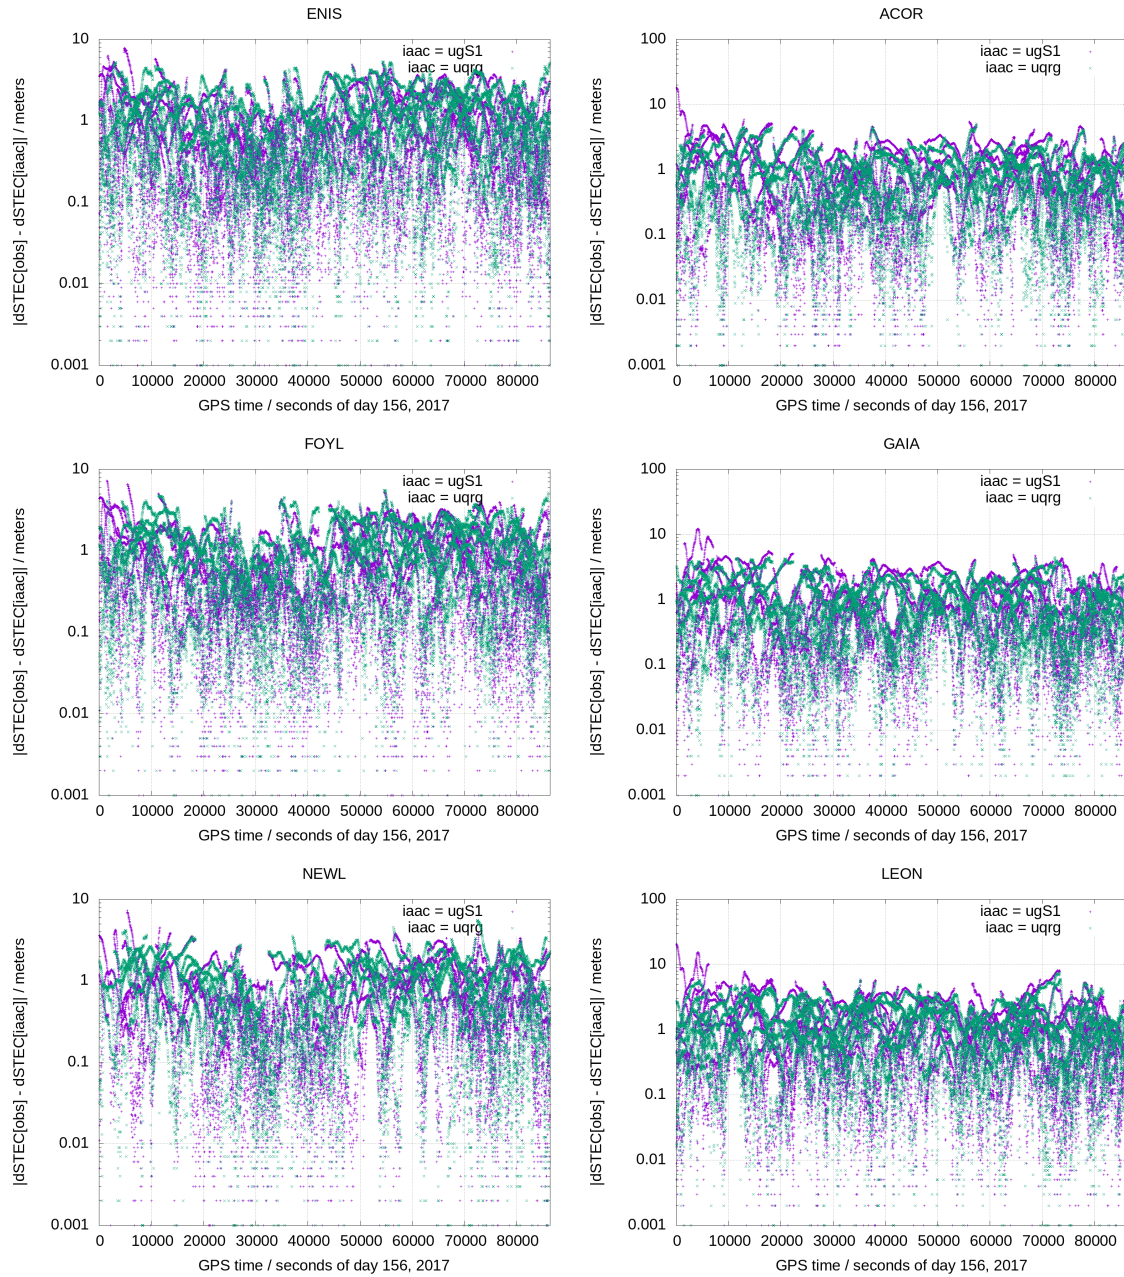 ENIS
|dSTEC[obs] - dSTEC[iaac]| / meters
10
1
0.1
0.01
0.001
iaac = ugS1
iaac = uqrg
0 10000 20000 30000 40000 50000 60000 70000 80000
GPS time / seconds of day 156, 2017
ACOR
|dSTEC[obs] - dSTEC[iaac]| / meters
100
10
1
0.1
0.01
0.001
iaac = ugS1
iaac = uqrg
0 10000 20000 30000 40000 50000 60000 70000 80000
GPS time / seconds of day 156, 2017
FOYL
|dSTEC[obs] - dSTEC[iaac]| / meters
10
1
0.1
0.01
0.001
iaac = ugS1
iaac = uqrg
0 10000 20000 30000 40000 50000 60000 70000 80000
GPS time / seconds of day 156, 2017
GAIA
|dSTEC[obs] - dSTEC[iaac]| / meters
100
10
1
0.1
0.01
0.001
iaac = ugS1
iaac = uqrg
0 10000 20000 30000 40000 50000 60000 70000 80000
GPS time / seconds of day 156, 2017
NEWL
|dSTEC[obs] - dSTEC[iaac]| / meters
10
1
0.1
0.01
0.001
iaac = ugS1
iaac = uqrg
0 10000 20000 30000 40000 50000 60000 70000 80000
GPS time / seconds of day 156, 2017
LEON
|dSTEC[obs] - dSTEC[iaac]| / meters
100
10
1
0.1
0.01
0.001
iaac = ugS1
iaac = uqrg
0 10000 20000 30000 40000 50000 60000 70000 80000
GPS time / seconds of day 156, 2017